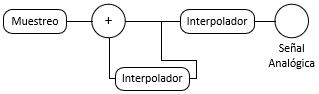 Muestreo
+
Interpolador
Interpolador
Señal
Analógica